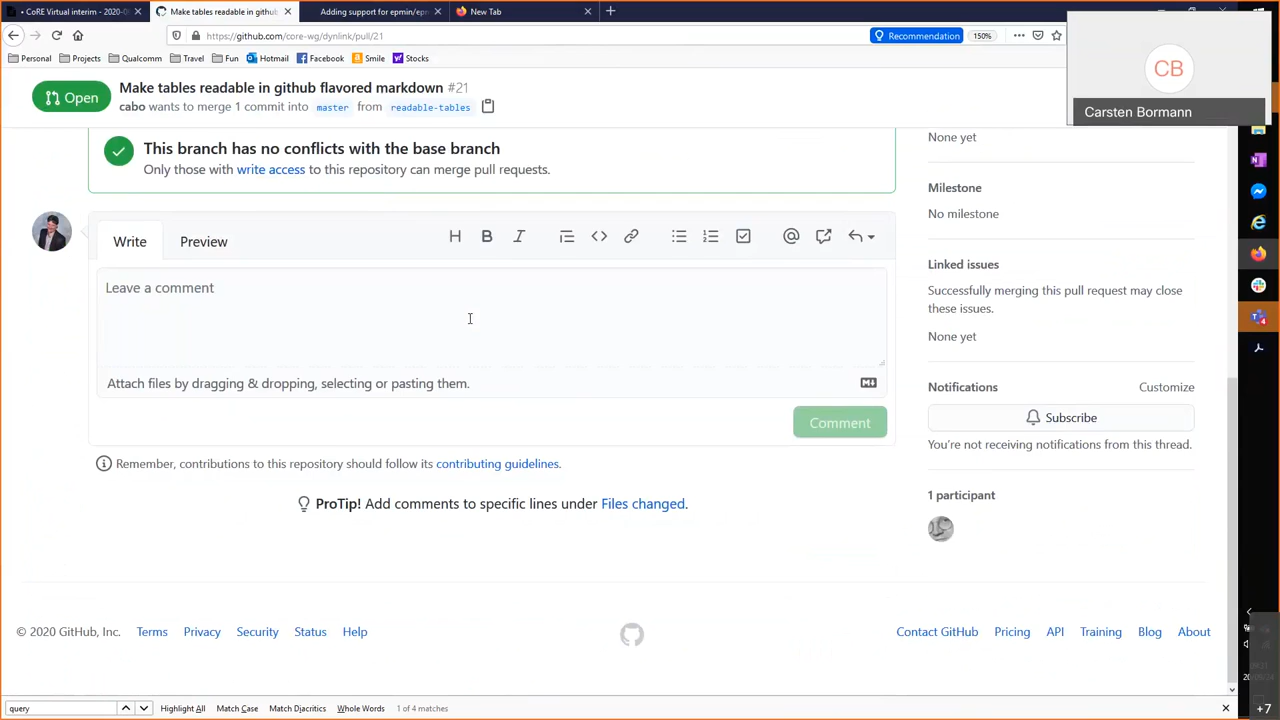 • CoRE Virtual interim - 2020-0
Make tables readable in github
Adding support for epmin/epm
New Tab
https://github.com/core-wg/dynlink/pull/21
Recommendation
150%
Personal
Projects
Qualcomm
Travel
Fun
Hotmail
Facebook
Smile
Yahoo Stocks
CB
Carsten Bormann
Open
Make tables readable in github flavored markdown #21
cabo wants to merge 1 commit into master from readable-tables
This branch has no conflicts with the base branch
Only those with write access to this repository can merge pull requests.
None yet
Milestone
No milestone
Linked issues
Successfully merging this pull request may close
these issues.
None yet
Notifications
Customize
Subscribe
You're not receiving notifications from this thread.
1 participant
Write
Preview
Leave a comment
Attach files by dragging & dropping, selecting or pasting them.
Comment
Remember, contributions to this repository should follow its contributing guidelines.
ProTip! Add comments to specific lines under Files changed.
© 2020 GitHub, Inc.
Terms
Privacy
Security
Status
Help
Contact GitHub
Pricing
API
Training
Blog
About
query
Highlight All
Match Case
Match Diacritics
Whole Words
1 of 4 matches
+7